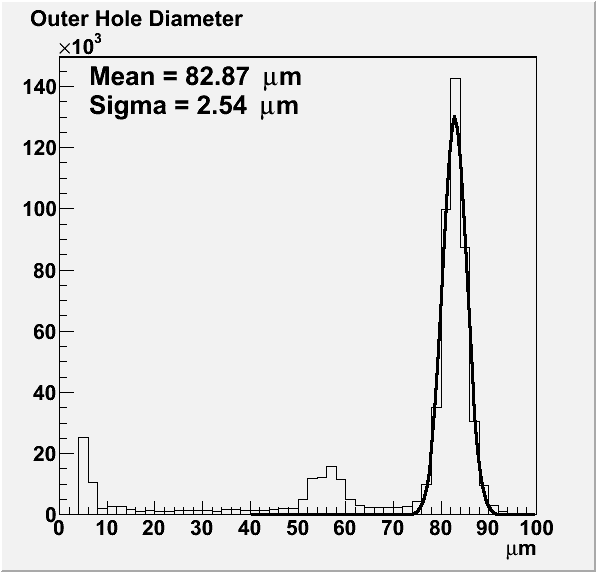 Outer Hole Diameter
×10³
Mean = 82.87 μm
Sigma = 2.54 μm
140
120
100
80
60
40
20
0
0 10 20 30 40 50 60 70 80 90 100
μm